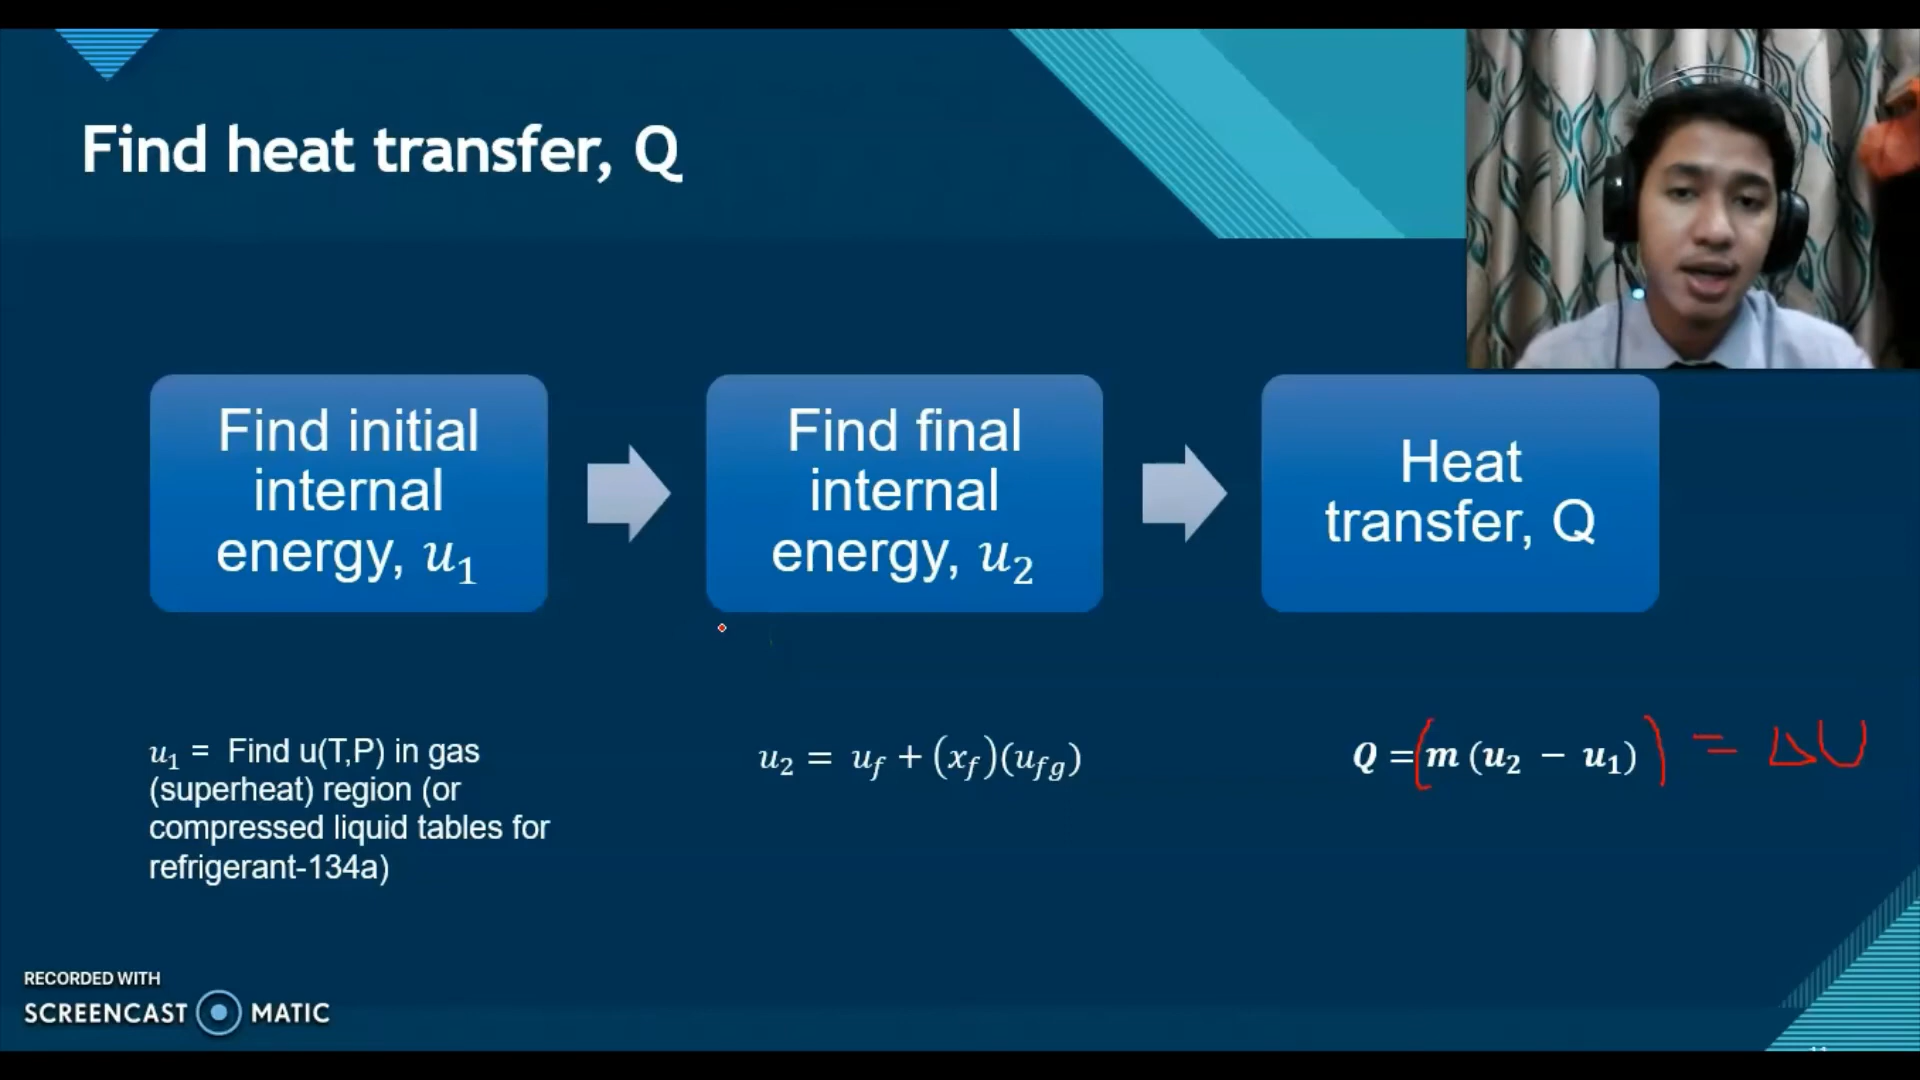 Find heat transfer, Q
Find initial
internal
energy, u₁
Find final
internal
energy, u₂
Heat
transfer, Q
u₁ = Find u(T,P) in gas
(superheat) region (or
compressed liquid tables for
refrigerant-134a)
u₂ = u_f + (x_f)(u_fg)
Q = (m (u₂ − u₁)) = ΔU
RECORDED WITH
SCREENCAST MATIC